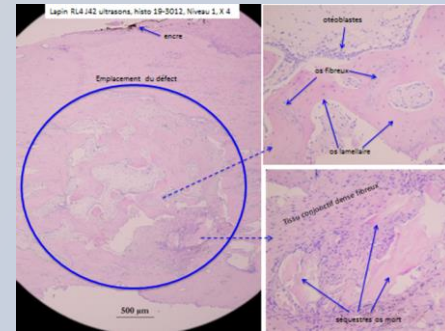 Lapin RL4 J42 ultrasons, histo 19-3012, Niveau 1, X 4
encre
Emplacement du défect
500 µm
otéoblastes
os fibreux
os lamellaire
Tissu conjonctif dense fibreux
séquestres os mort